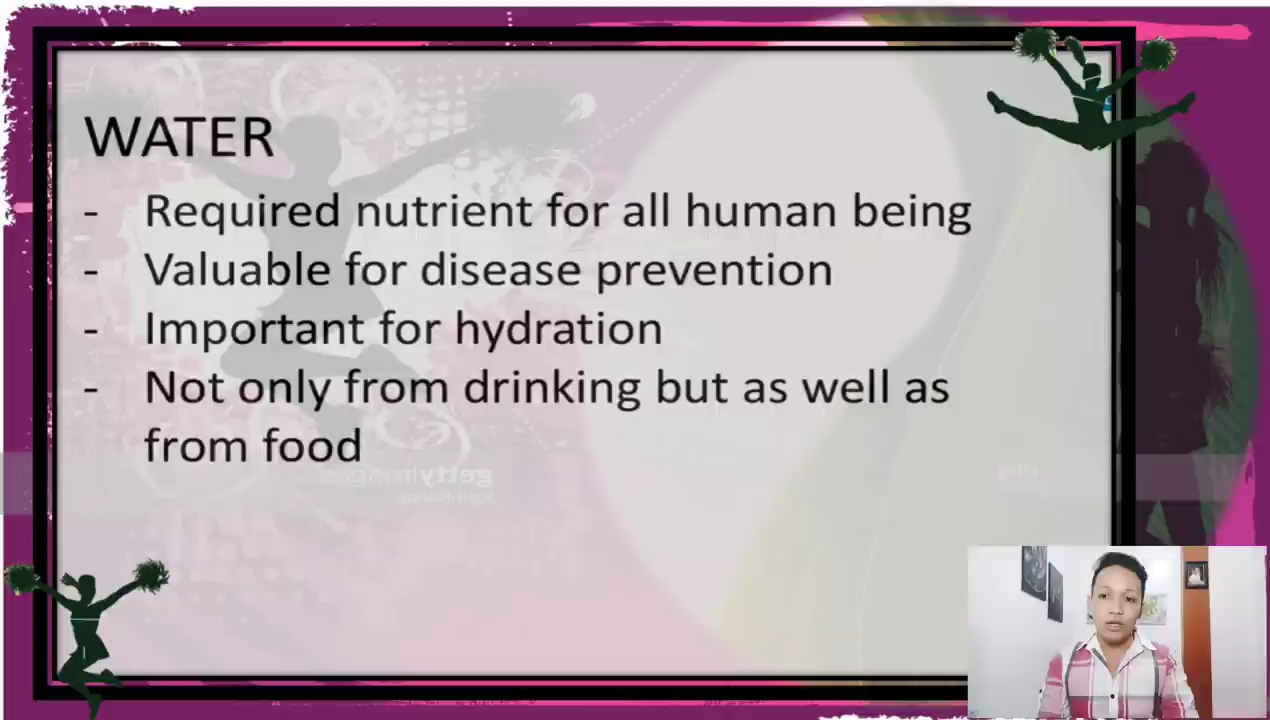 WATER
- Required nutrient for all human being
- Valuable for disease prevention
- Important for hydration
- Not only from drinking but as well as
from food
gettyimages